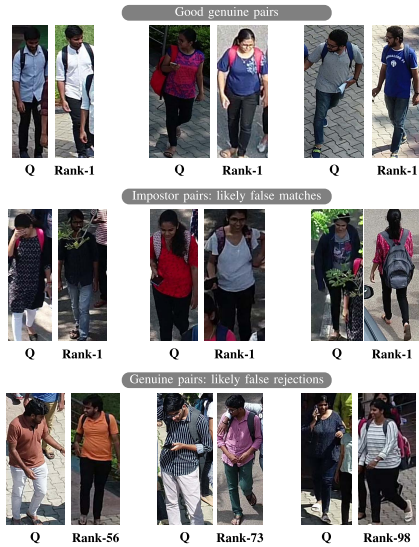 Good genuine pairs
Q Rank-1 Q Rank-1 Q Rank-1
Impostor pairs: likely false matches
Q Rank-1 Q Rank-1 Q Rank-1
Genuine pairs: likely false rejections
Q Rank-56 Q Rank-73 Q Rank-98